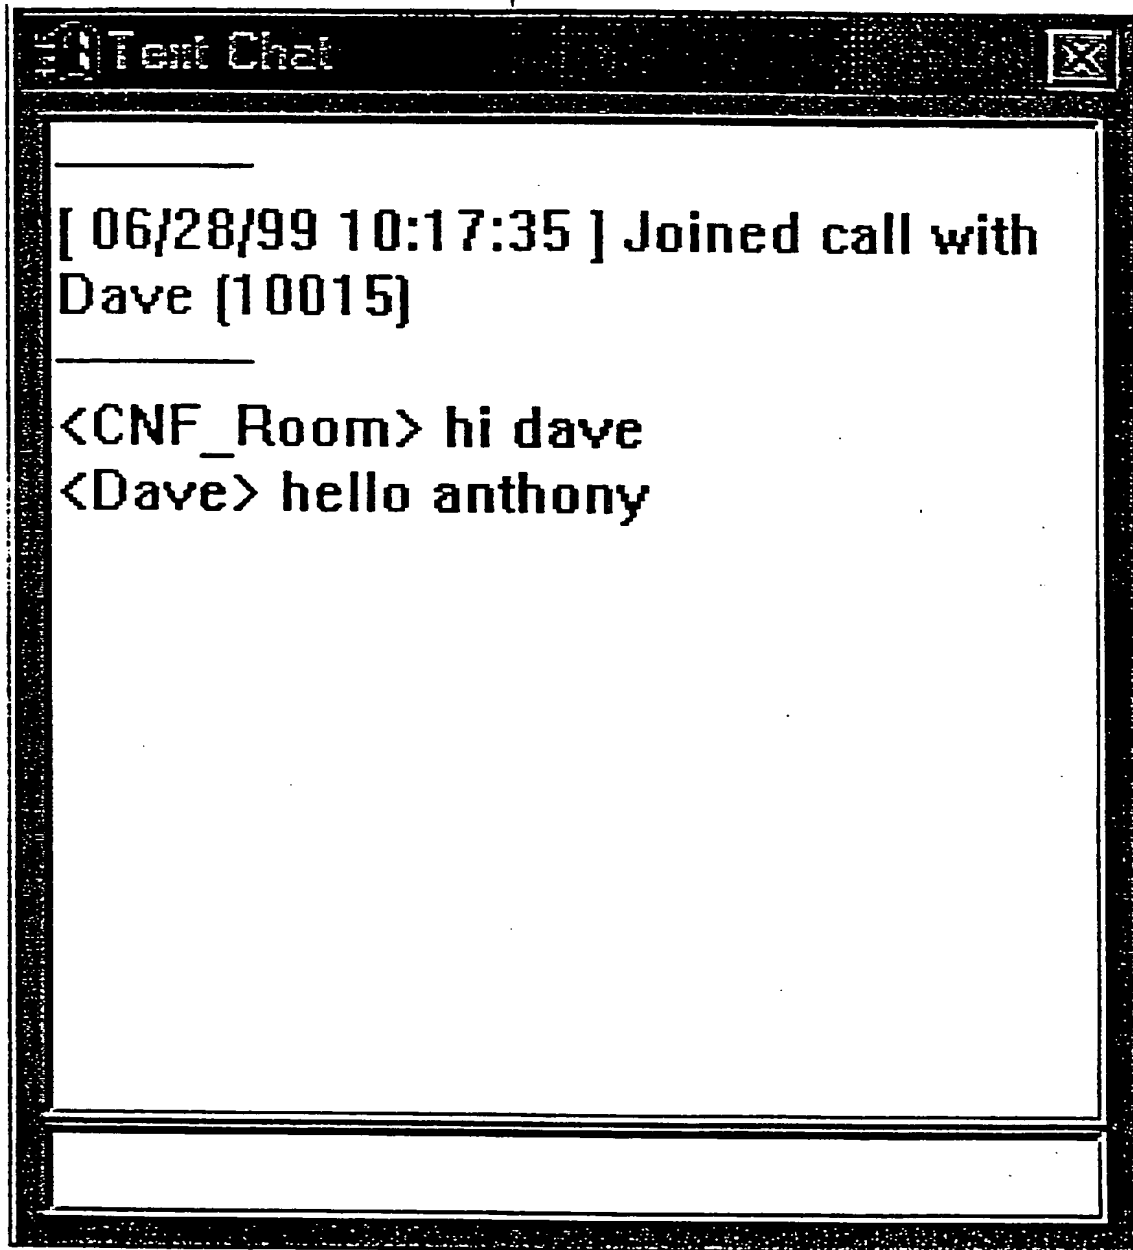 Text Chat
[ 06/28/99 10:17:35 ] Joined call with
Dave [10015]
<CNF_Room> hi dave
<Dave> hello anthony